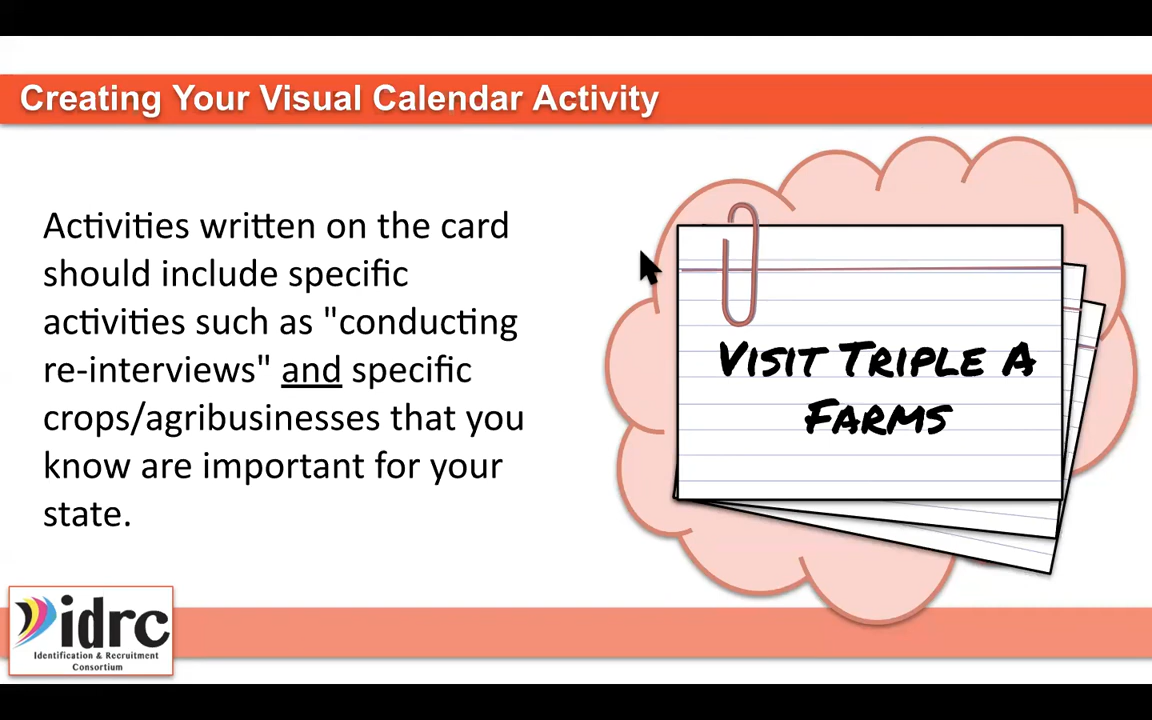 Creating Your Visual Calendar Activity
Activities written on the card
should include specific
activities such as "conducting
re-interviews" and specific
crops/agribusinesses that you
know are important for your
state.
Visit Triple A
Farms
idrc
Identification & Recruitment
Consortium